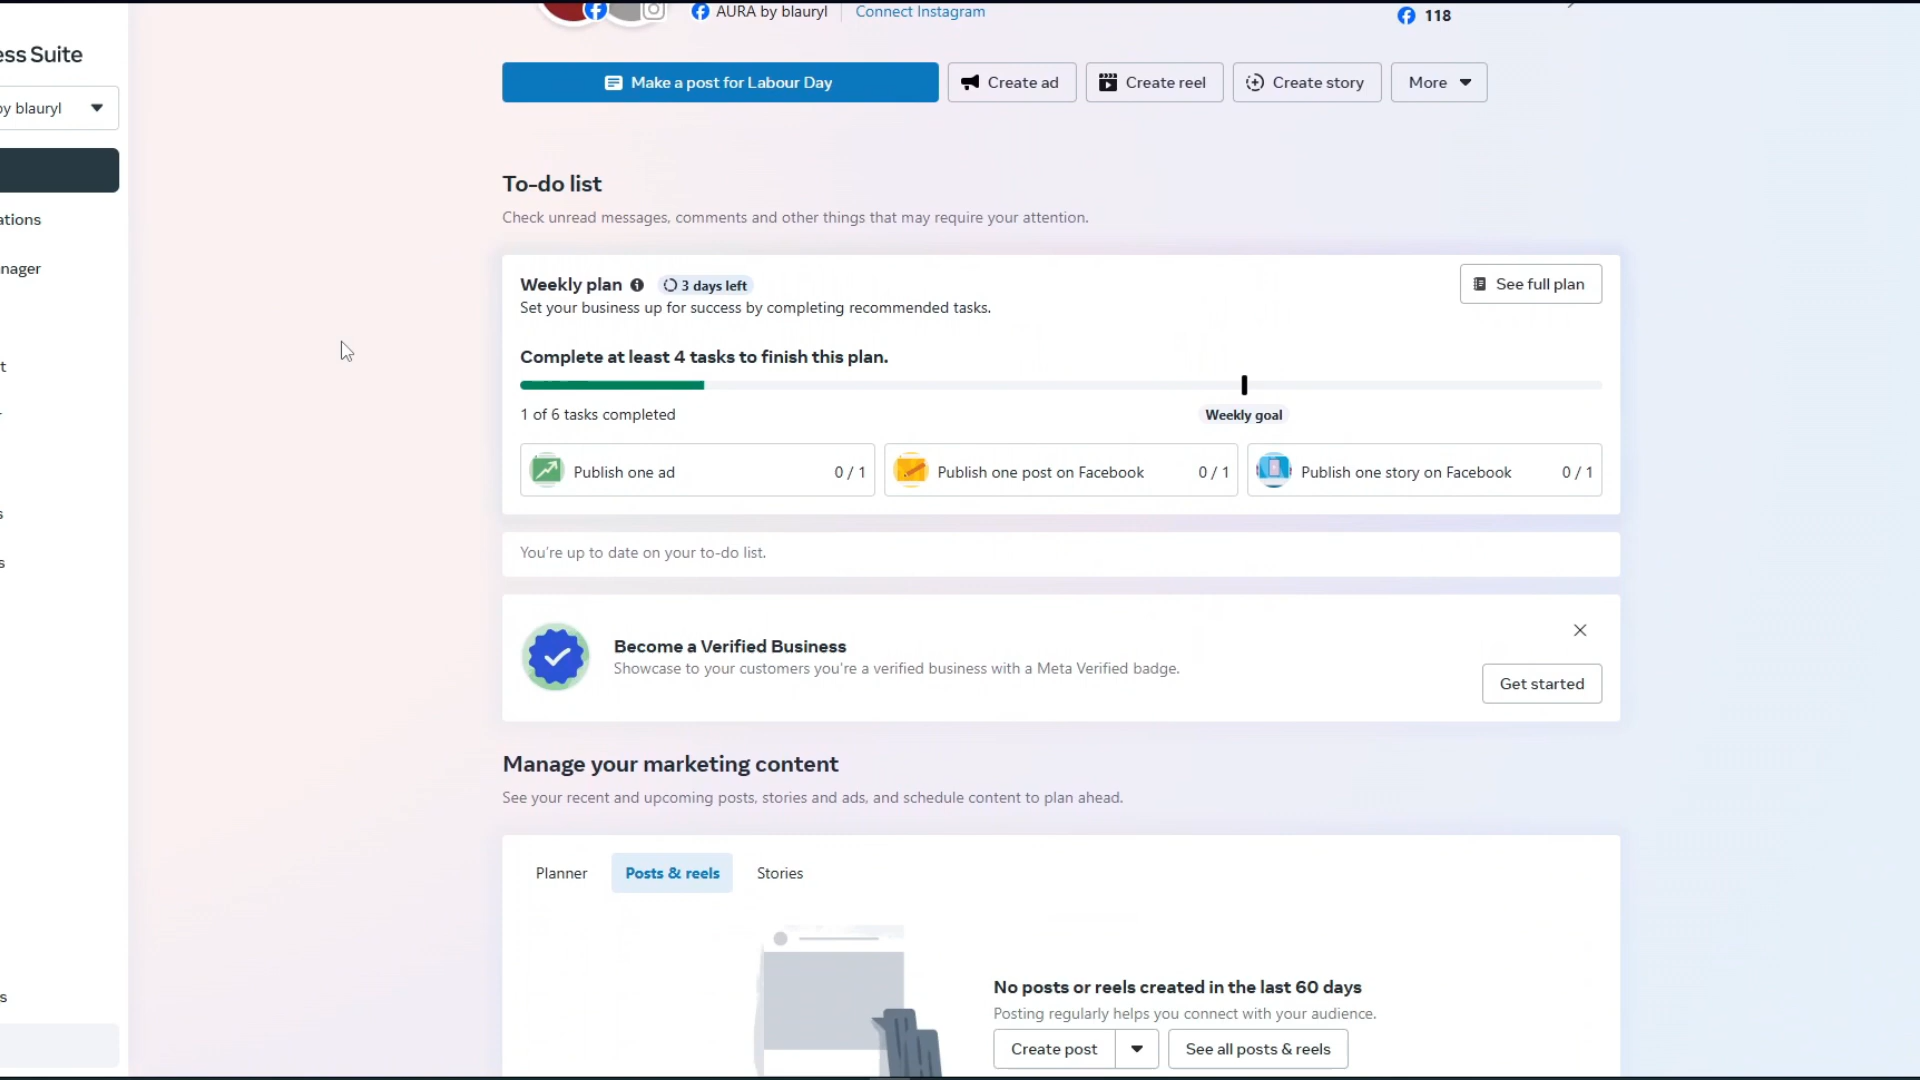 AURA by blauryl
Connect Instagram
118
ess Suite
by blauryl
Make a post for Labour Day
Create ad
Create reel
Create story
More
ations
nager
t
s
s
s
To-do list
Check unread messages, comments and other things that may require your attention.
Weekly plan
3 days left
See full plan
Set your business up for success by completing recommended tasks.
Complete at least 4 tasks to finish this plan.
1 of 6 tasks completed
Weekly goal
Publish one ad
0 / 1
Publish one post on Facebook
0 / 1
Publish one story on Facebook
0 / 1
You're up to date on your to-do list.
Become a Verified Business
Showcase to your customers you're a verified business with a Meta Verified badge.
Get started
Manage your marketing content
See your recent and upcoming posts, stories and ads, and schedule content to plan ahead.
Planner
Posts & reels
Stories
No posts or reels created in the last 60 days
Posting regularly helps you connect with your audience.
Create post
See all posts & reels